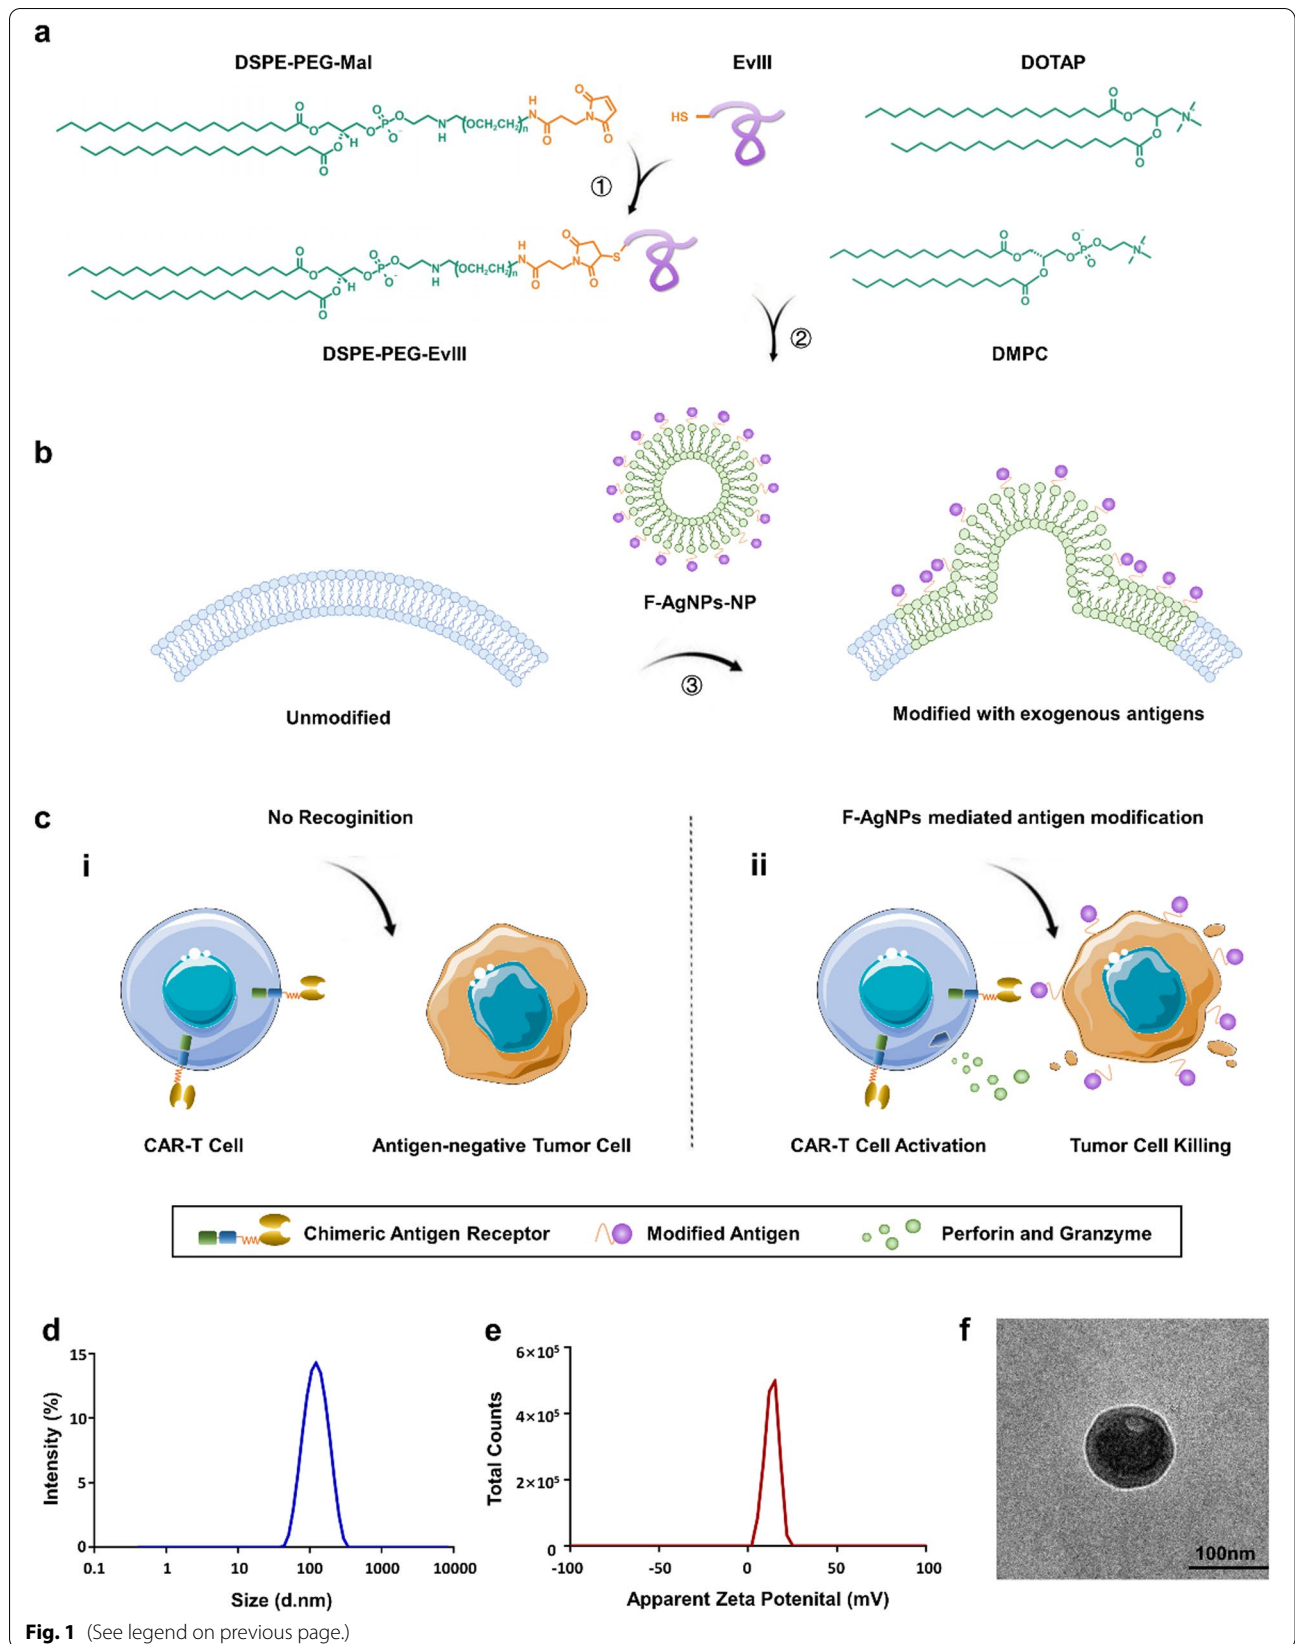 a
DSPE-PEG-Mal
EvIII
DOTAP
O
O
P
O
O⁻
N
H
(OCH₂CH₂)n
H
N
O
N
O
O
HS
O
O
N
①
DSPE-PEG-EvIII
O
O
P
O
O⁻
N
H
(OCH₂CH₂)n
H
N
O
N
O
O
S
O
O
O⁻
P
O
N
②
DMPC
b
F-AgNPs-NP
③
Unmodified
Modified with exogenous antigens
c
No Recoginition
F-AgNPs mediated antigen modification
i
ii
CAR-T Cell
Antigen-negative Tumor Cell
CAR-T Cell Activation
Tumor Cell Killing
Chimeric Antigen Receptor
Modified Antigen
Perforin and Granzyme
d
15
10
5
0
0.1 1 10 100 1000 10000
Intensity (%)
Size (d.nm)
e
6×10⁵
4×10⁵
2×10⁵
0
-100 -50 0 50 100
Total Counts
Apparent Zeta Potenital (mV)
f
100nm
Fig. 1 (See legend on previous page.)